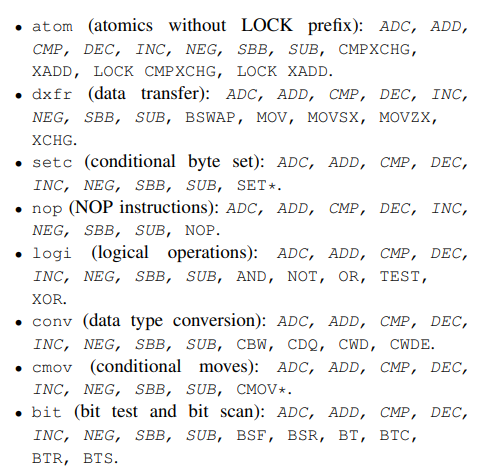 • atom (atomics without LOCK prefix): ADC, ADD,
CMP, DEC, INC, NEG, SBB, SUB, CMPXCHG,
XADD, LOCK CMPXCHG, LOCK XADD.
• dxfr (data transfer): ADC, ADD, CMP, DEC, INC,
NEG, SBB, SUB, BSWAP, MOV, MOVSX, MOVZX,
XCHG.
• setc (conditional byte set): ADC, ADD, CMP, DEC,
INC, NEG, SBB, SUB, SET*.
• nop (NOP instructions): ADC, ADD, CMP, DEC, INC,
NEG, SBB, SUB, NOP.
• logi (logical operations): ADC, ADD, CMP, DEC,
INC, NEG, SBB, SUB, AND, NOT, OR, TEST,
XOR.
• conv (data type conversion): ADC, ADD, CMP, DEC,
INC, NEG, SBB, SUB, CBW, CDQ, CWD, CWDE.
• cmov (conditional moves): ADC, ADD, CMP, DEC,
INC, NEG, SBB, SUB, CMOV*.
• bit (bit test and bit scan): ADC, ADD, CMP, DEC,
INC, NEG, SBB, SUB, BSF, BSR, BT, BTC,
BTR, BTS.